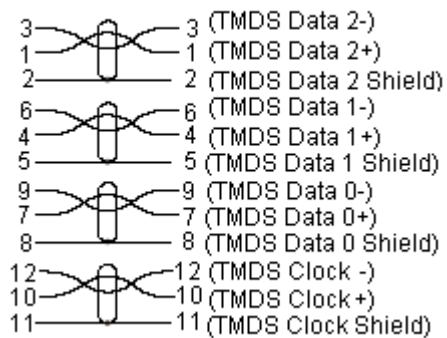 3 3 (TMDS Data 2-)
1 1 (TMDS Data 2+)
2 2 (TMDS Data 2 Shield)
6 6 (TMDS Data 1-)
4 4 (TMDS Data 1+)
5 5 (TMDS Data 1 Shield)
9 9 (TMDS Data 0-)
7 7 (TMDS Data 0+)
8 8 (TMDS Data 0 Shield)
12 12 (TMDS Clock -)
10 10 (TMDS Clock +)
11 11 (TMDS Clock Shield)